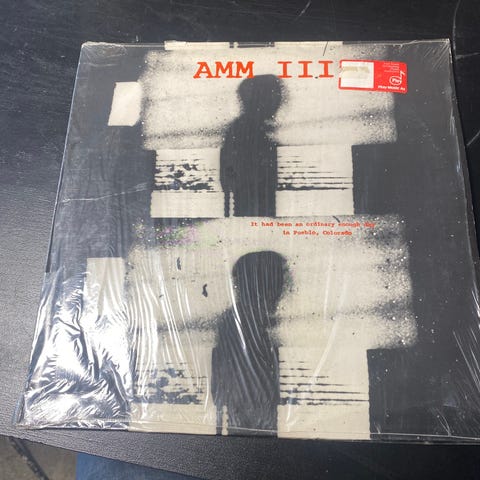 AMM III
It had been an ordinary enough day
in Pueblo, Colorado